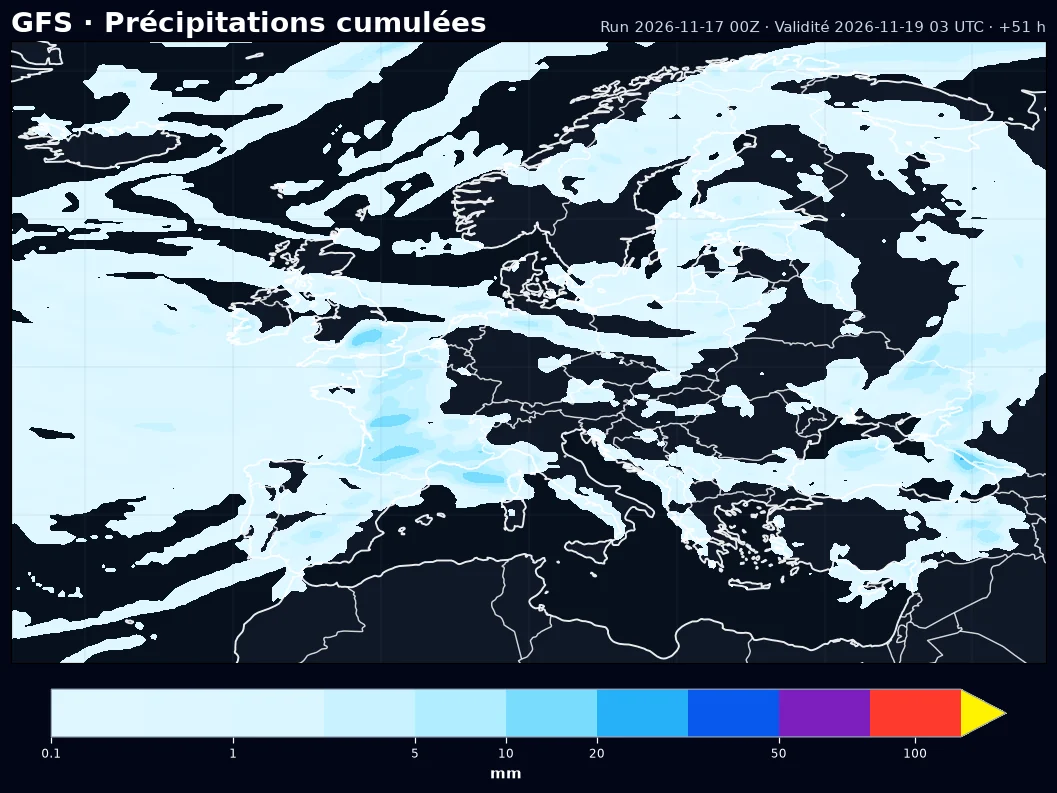 GFS · Précipitations cumulées
Run 2026-11-17 00Z · Validité 2026-11-19 03 UTC · +51 h
0.1 1 5 10 20 50 100
mm